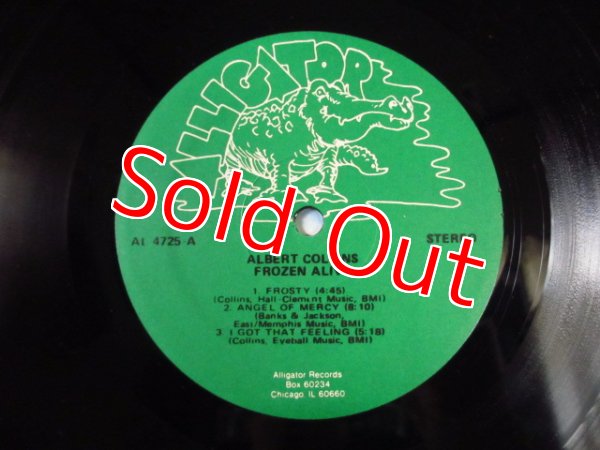 ALLIGATOR
Sold Out
AL 4725-A
STEREO
ALBERT COLLINS
FROZEN ALIVE
1. FROSTY (4:45)
(Collins, Hall-Clement Music, BMI)
2. ANGEL OF MERCY (8:10)
(Banks & Jackson,
East/Memphis Music, BMI)
3. I GOT THAT FEELING (5:18)
(Collins, Eyeball Music, BMI)
Alligator Records
Box 60234
Chicago, IL 60660